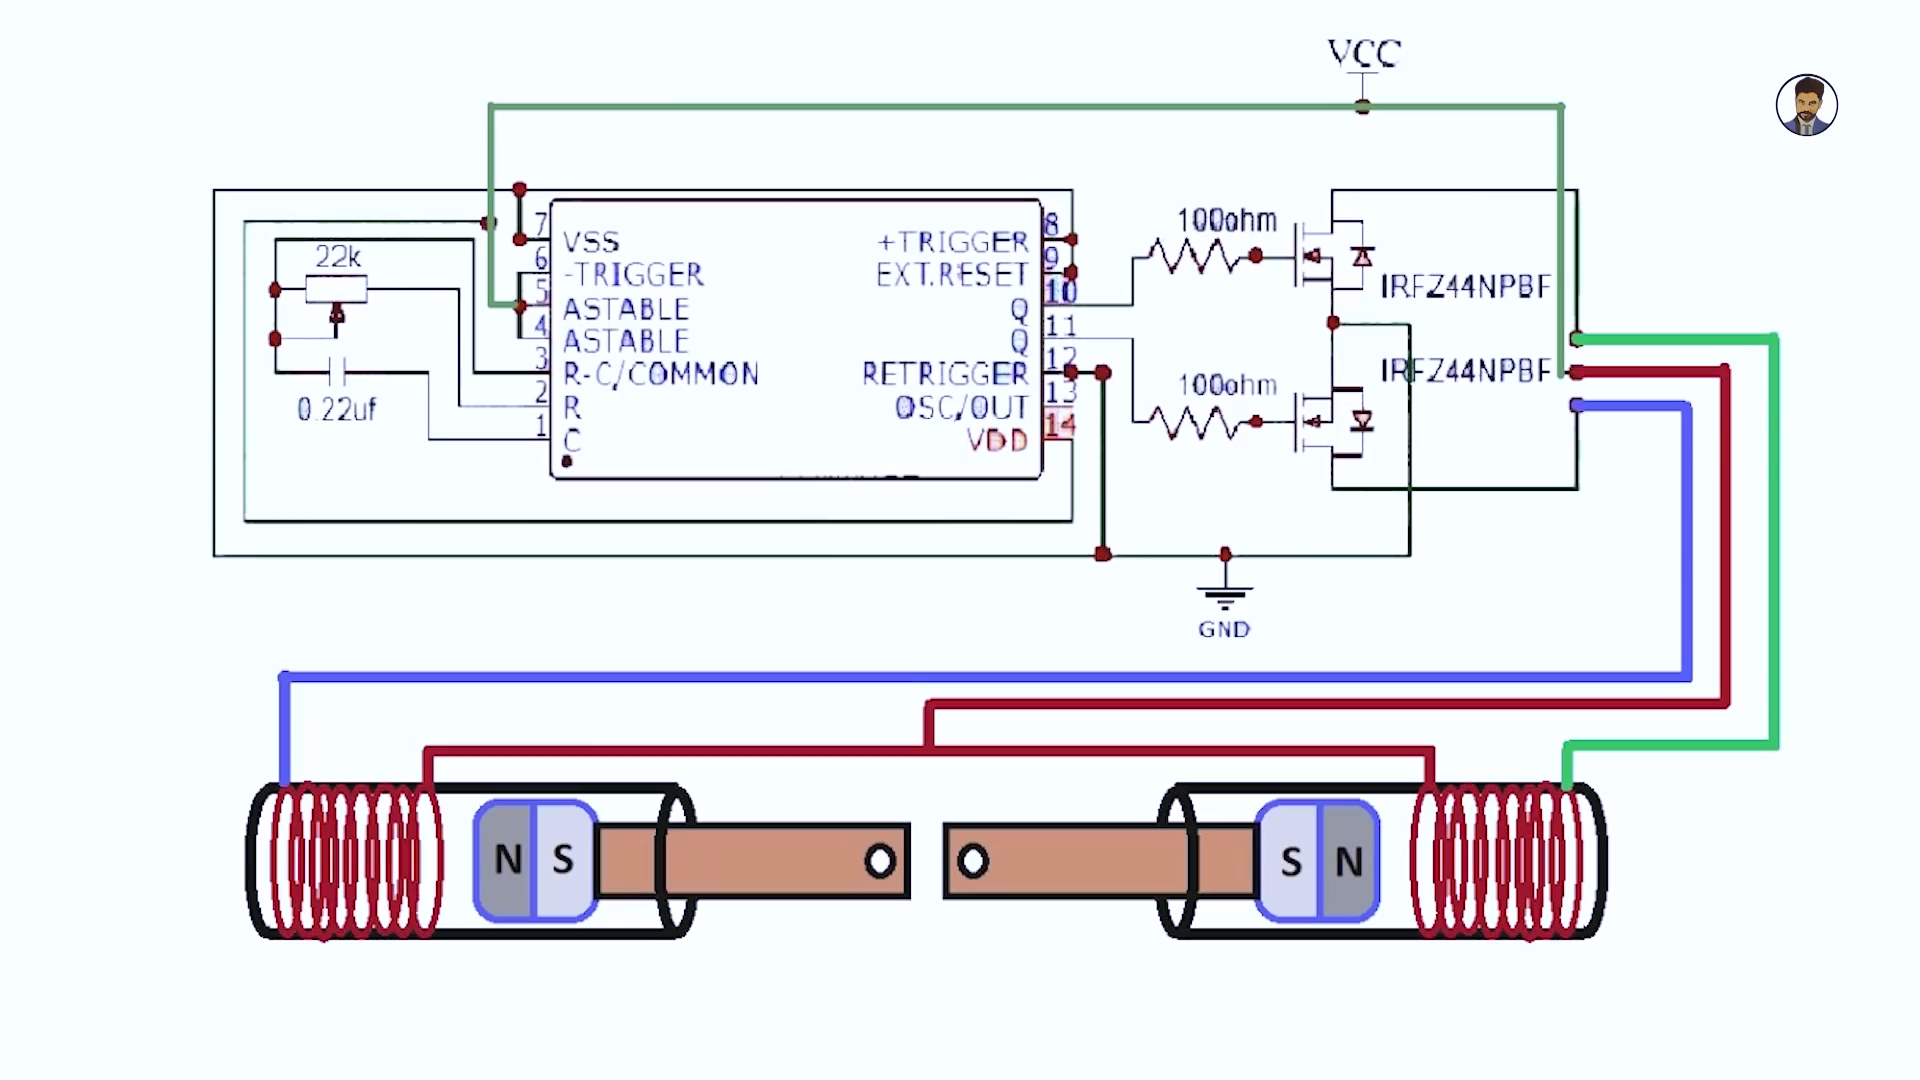 VCC
22k
0.22uf
7
VSS
6
-TRIGGER
5
ASTABLE
4
ASTABLE
3
R-C/COMMON
2
R
1
C
8
+TRIGGER
9
EXT.RESET
10
Q
11
Q
12
RETRIGGER
13
OSC/OUT
14
VDD
100ohm
IRFZ44NPBF
100ohm
IRFZ44NPBF
GND
N S
S N